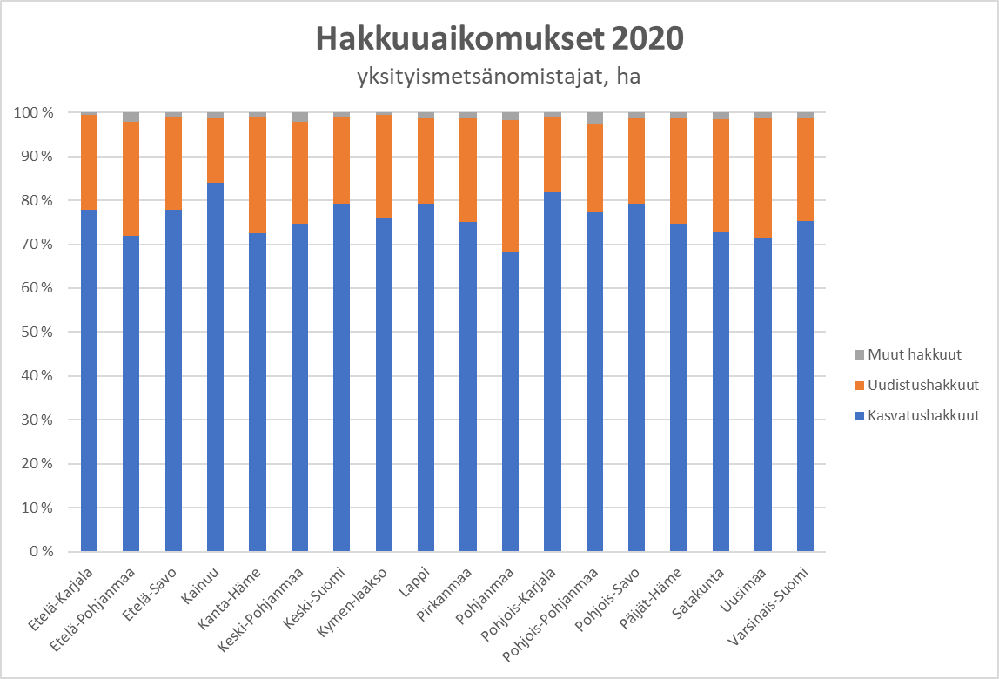 Hakkuuaikomukset 2020
yksityismetsänomistajat, ha
100 %
90 %
80 %
70 %
60 %
50 %
40 %
30 %
20 %
10 %
0 %
Etelä-Karjala
Etelä-Pohjanmaa
Etelä-Savo
Kainuu
Kanta-Häme
Keski-Pohjanmaa
Keski-Suomi
Kymen-laakso
Lappi
Pirkanmaa
Pohjanmaa
Pohjois-Karjala
Pohjois-Pohjanmaa
Pohjois-Savo
Päijät-Häme
Satakunta
Uusimaa
Varsinais-Suomi
Muut hakkuut
Uudistushakkuut
Kasvatushakkuut